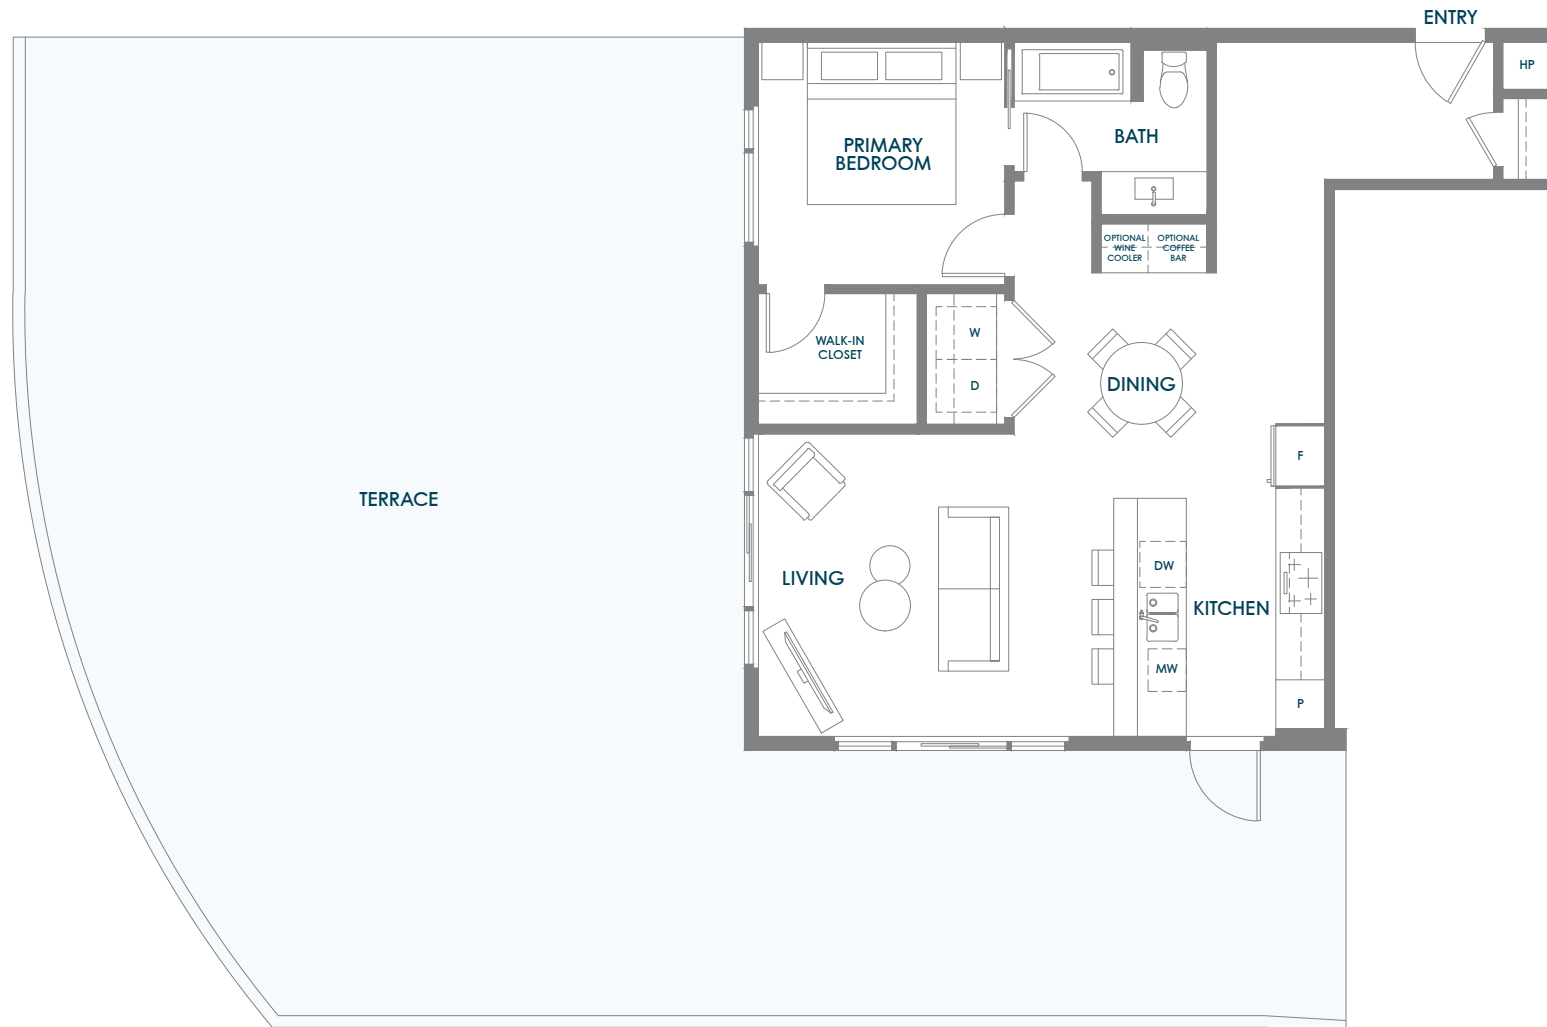 ENTRY
HP
BATH
PRIMARY
BEDROOM
OPTIONAL
WINE
COOLER
OPTIONAL
COFFEE
BAR
W
WALK-IN
CLOSET
D
DINING
F
TERRACE
LIVING
DW
KITCHEN
MW
P